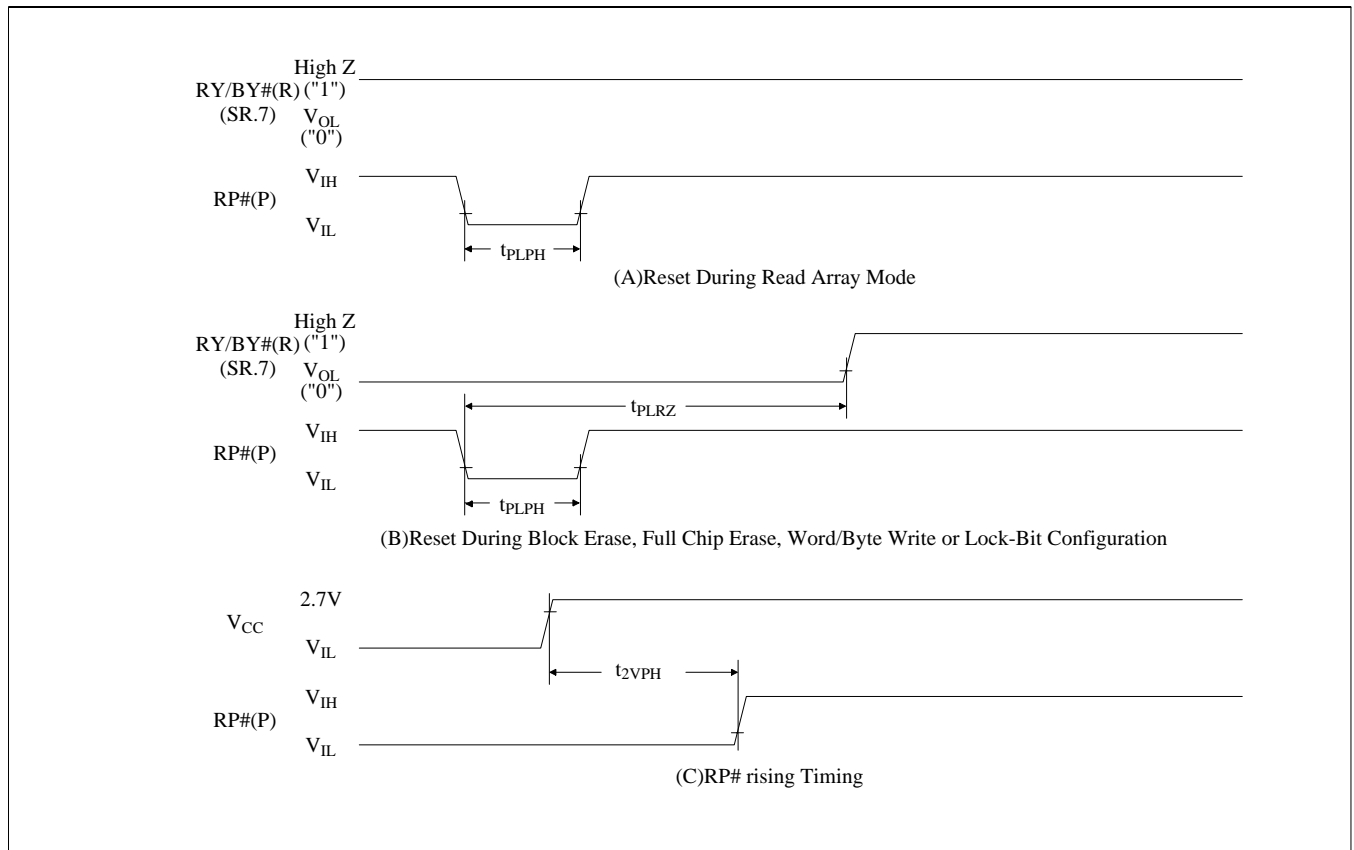 High Z
RY/BY#(R) ("1")
(SR.7) VOL
("0")
VIH
RP#(P)
VIL
tPLPH
(A)Reset During Read Array Mode
High Z
RY/BY#(R) ("1")
(SR.7) VOL
("0")
tPLRZ
VIH
RP#(P)
VIL
tPLPH
(B)Reset During Block Erase, Full Chip Erase, Word/Byte Write or Lock-Bit Configuration
2.7V
VCC
VIL
t2VPH
VIH
RP#(P)
VIL
(C)RP# rising Timing